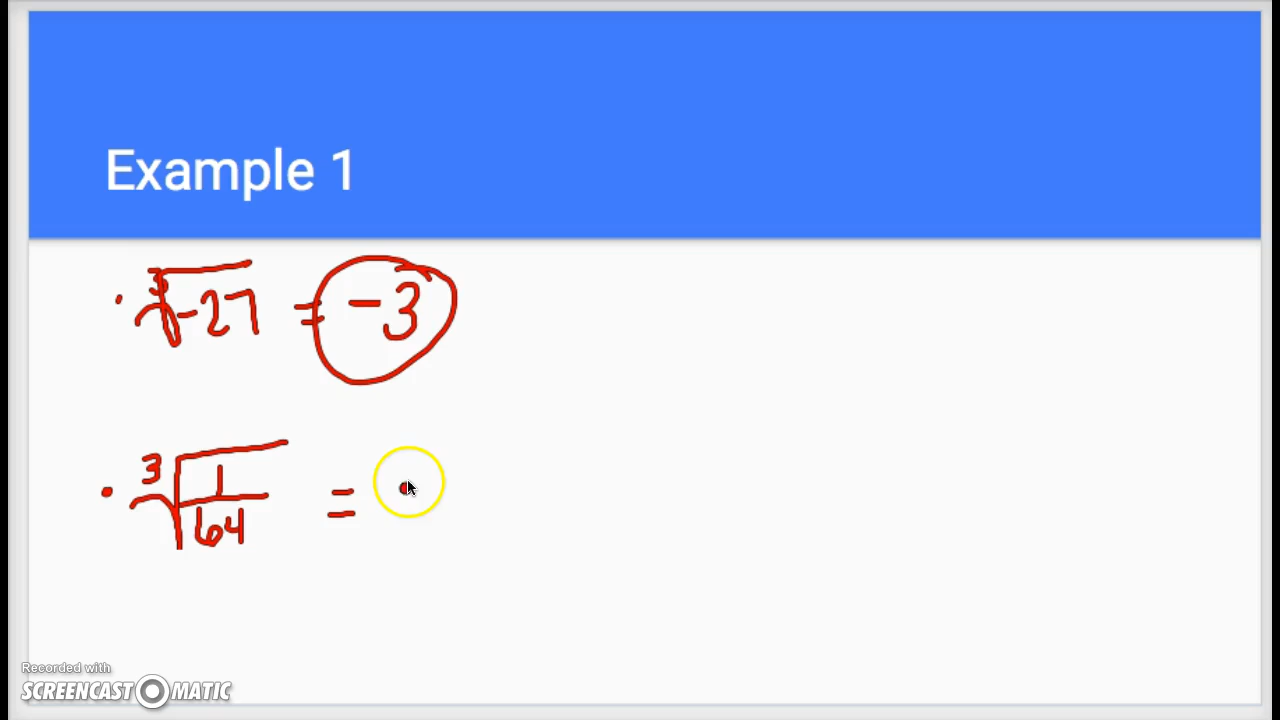 Example 1
· ∛-27 = -3
· ∛(1/64) =
Recorded with
SCREENCAST MATIC